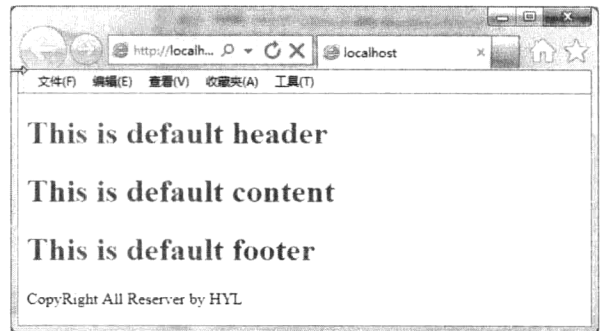 http://localh...
localhost
文件(F) 编辑(E) 查看(V) 收藏夹(A) 工具(T)
This is default header
This is default content
This is default footer
CopyRight All Reserver by HYL